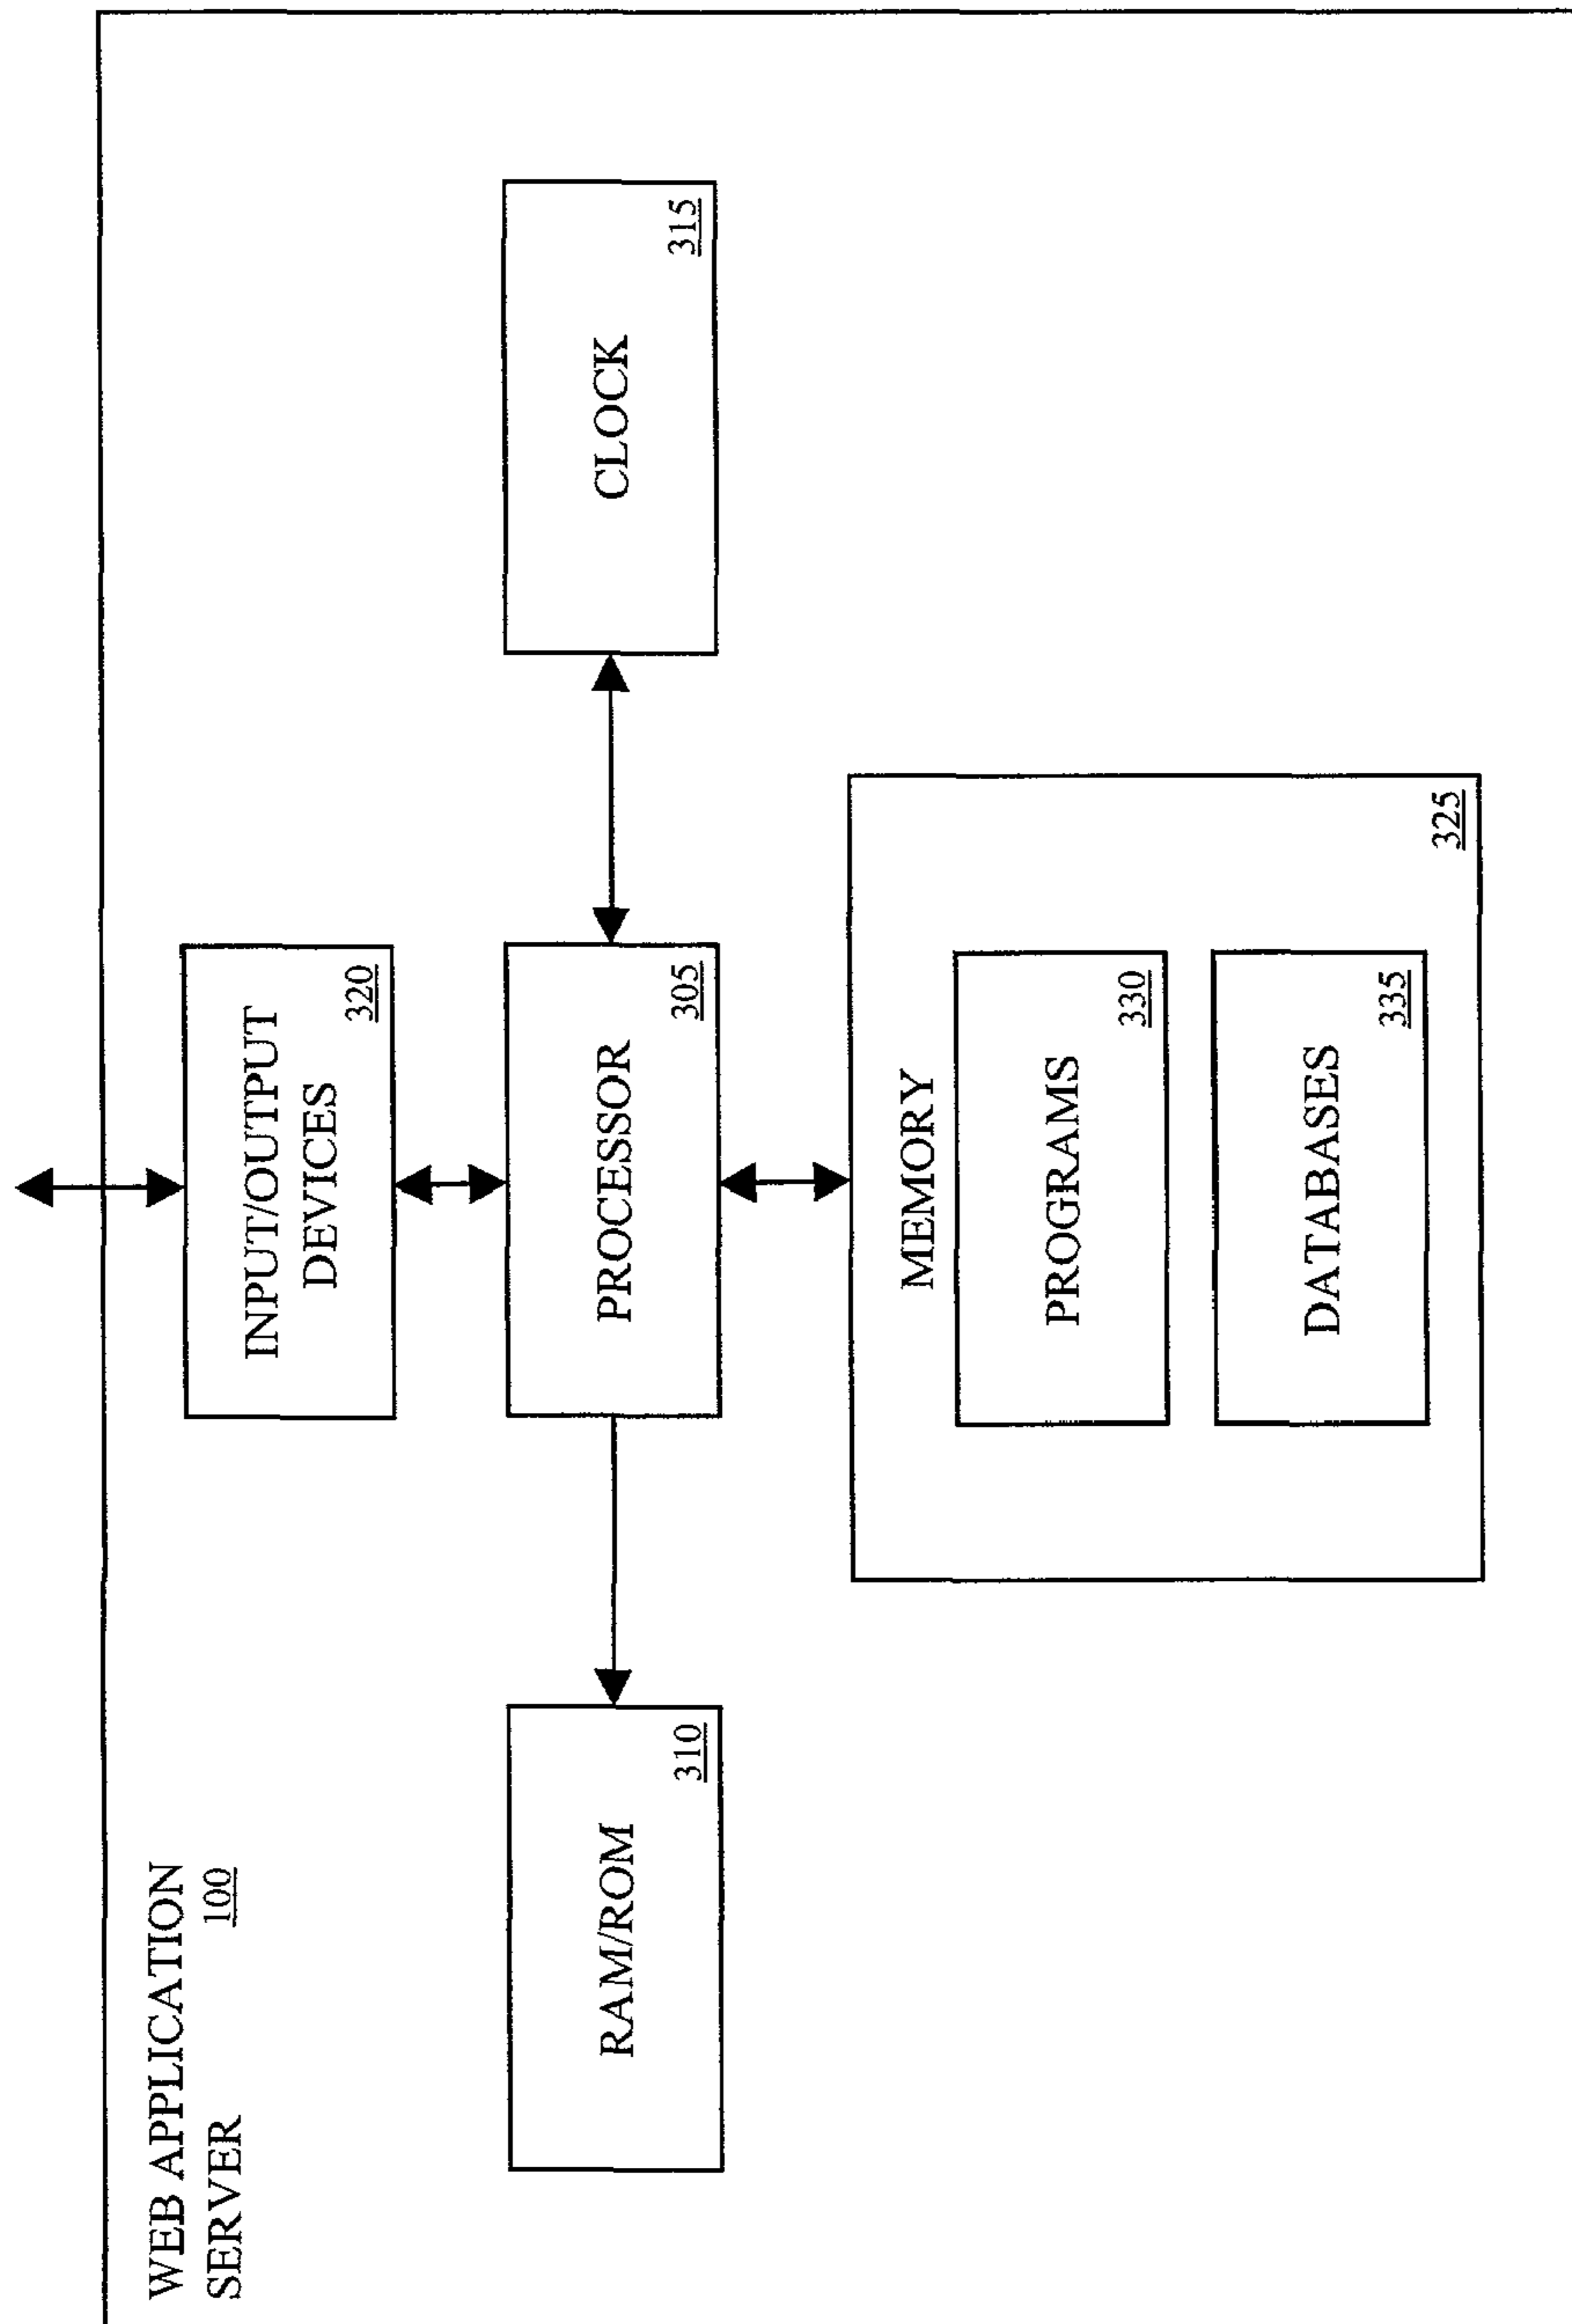 WEB APPLICATION
SERVER
100
INPUT/OUTPUT
DEVICES
320
RAM/ROM
310
PROCESSOR
305
CLOCK
315
MEMORY
PROGRAMS
330
DATABASES
335
325